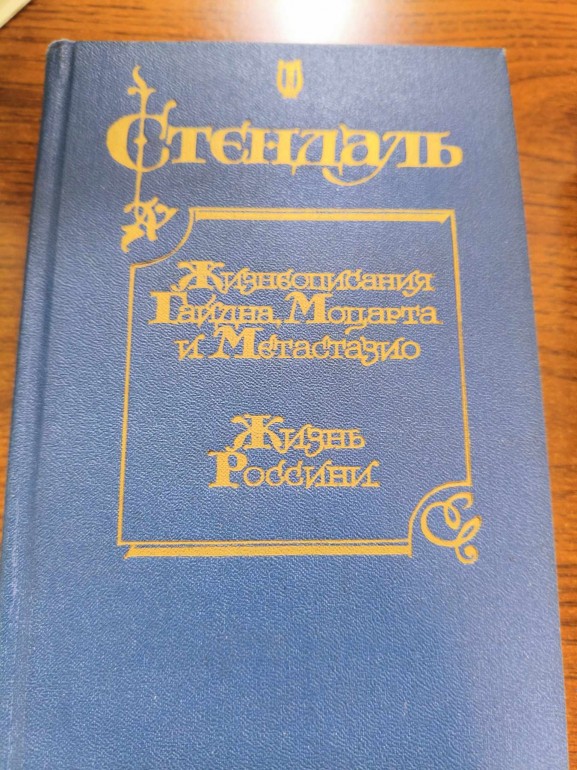 Стендаль
Жизнеописания
Гайдна, Моцарта
и Метастазио
Жизнь
Россини